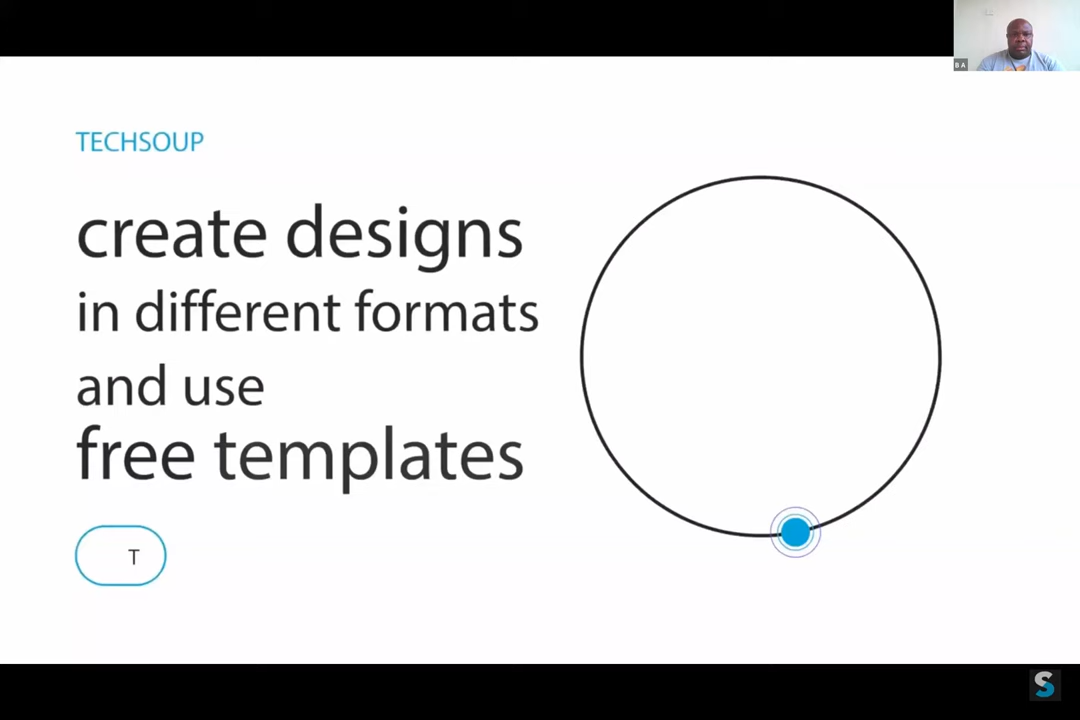 B A
TECHSOUP
create designs
in different formats
and use
free templates
T